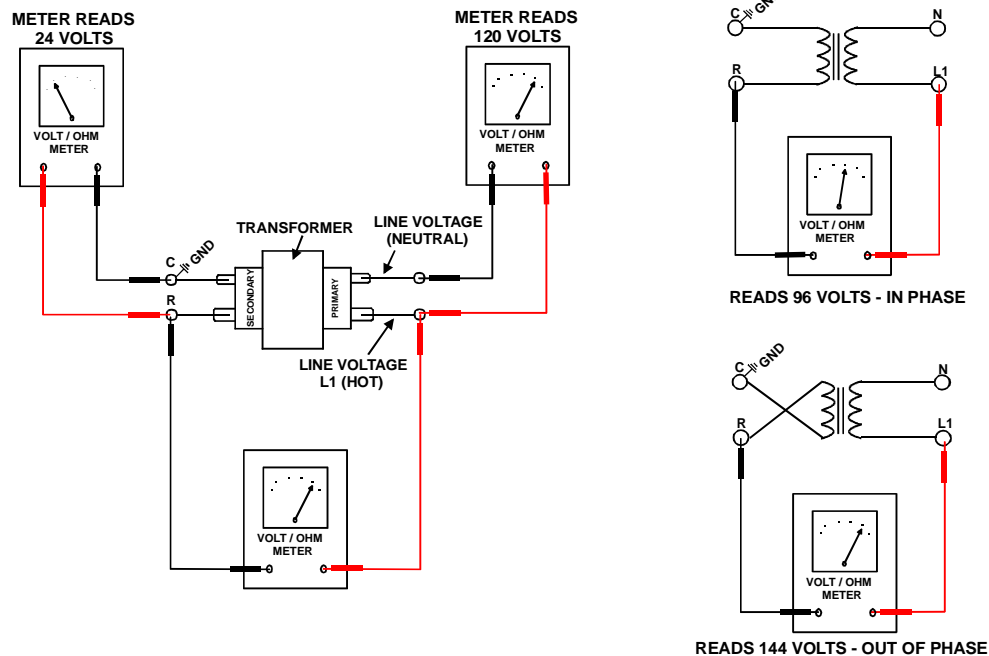 METER READS
24 VOLTS
VOLT / OHM
METER
METER READS
120 VOLTS
VOLT / OHM
METER
TRANSFORMER
LINE VOLTAGE
(NEUTRAL)
C
GND
R
SECONDARY
PRIMARY
LINE VOLTAGE
L1 (HOT)
VOLT / OHM
METER
C
GND
N
R
L1
VOLT / OHM
METER
READS 96 VOLTS - IN PHASE
C
GND
N
R
L1
VOLT / OHM
METER
READS 144 VOLTS - OUT OF PHASE